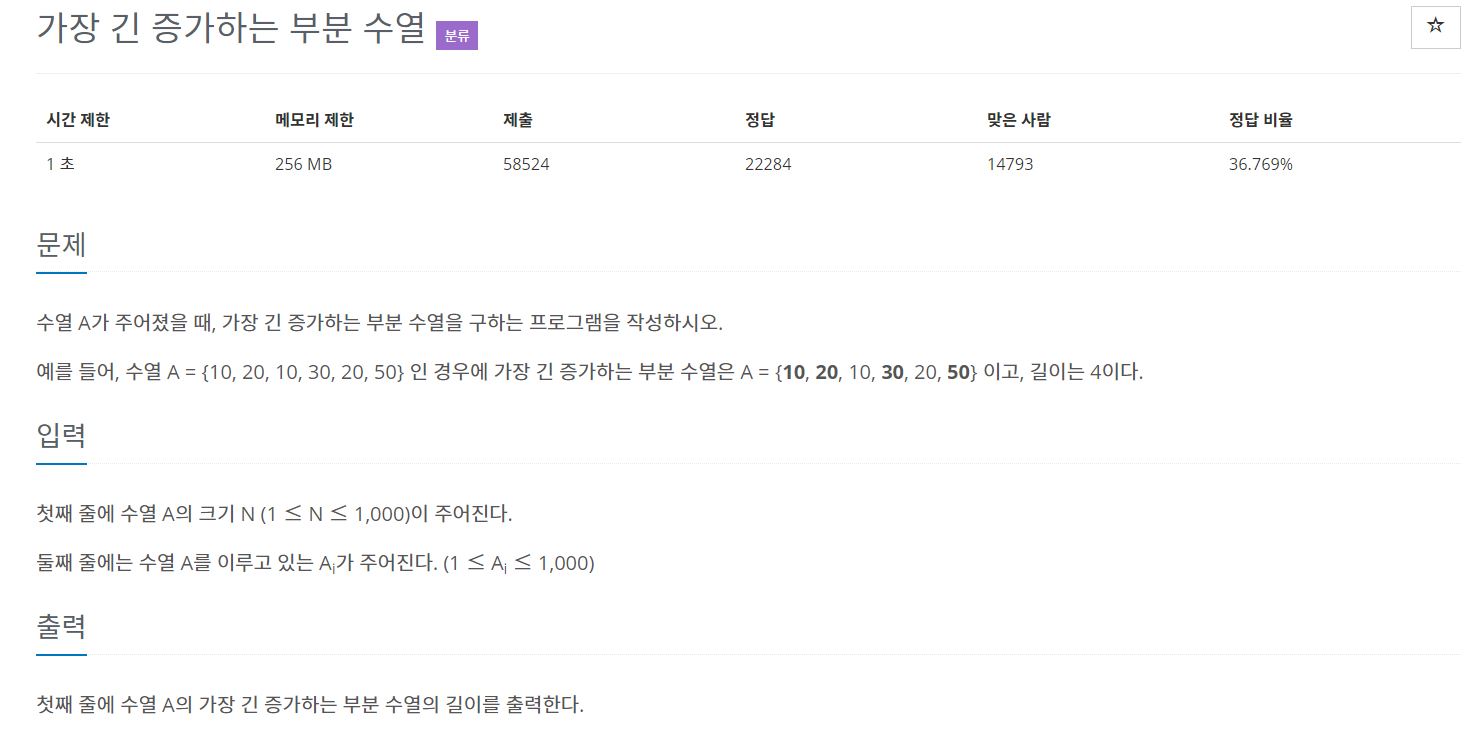 가장 긴 증가하는 부분 수열 분류
시간 제한 메모리 제한 제출 정답 맞은 사람 정답 비율
1 초 256 MB 58524 22284 14793 36.769%
문제
수열 A가 주어졌을 때, 가장 긴 증가하는 부분 수열을 구하는 프로그램을 작성하시오.
예를 들어, 수열 A = {10, 20, 10, 30, 20, 50} 인 경우에 가장 긴 증가하는 부분 수열은 A = {10, 20, 10, 30, 20, 50} 이고, 길이는 4이다.
입력
첫째 줄에 수열 A의 크기 N (1 ≤ N ≤ 1,000)이 주어진다.
둘째 줄에는 수열 A를 이루고 있는 Aᵢ가 주어진다. (1 ≤ Aᵢ ≤ 1,000)
출력
첫째 줄에 수열 A의 가장 긴 증가하는 부분 수열의 길이를 출력한다.